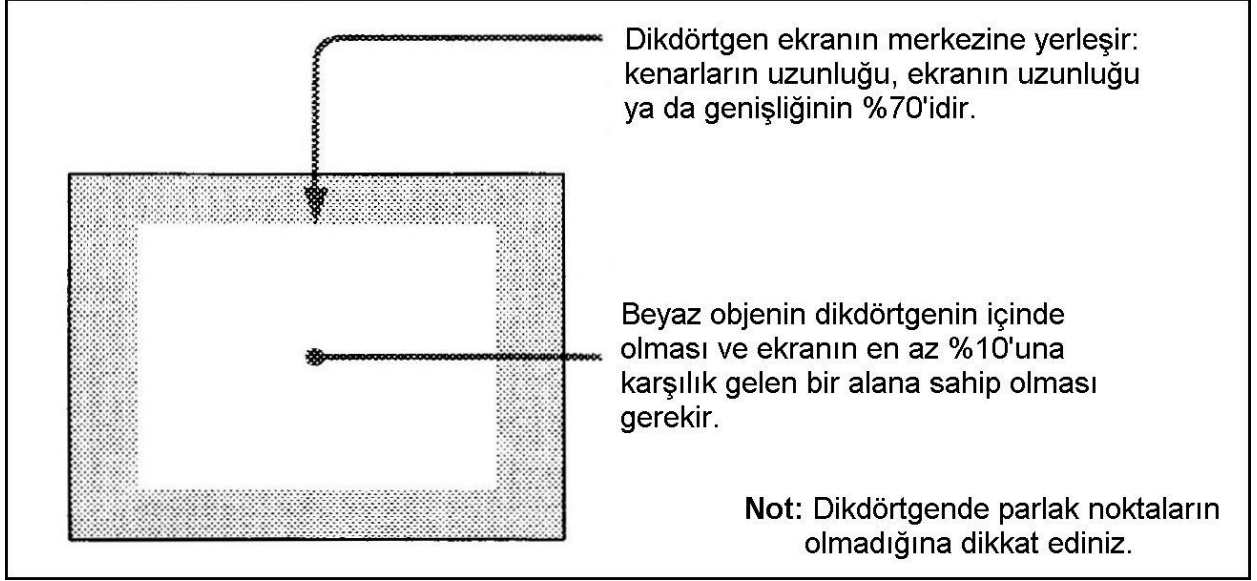 Dikdörtgen ekranın merkezine yerleşir:
kenarların uzunluğu, ekranın uzunluğu
ya da genişliğinin %70'idir.
Beyaz objenin dikdörtgenin içinde
olması ve ekranın en az %10'una
karşılık gelen bir alana sahip olması
gerekir.
Not: Dikdörtgende parlak noktaların
olmadığına dikkat ediniz.